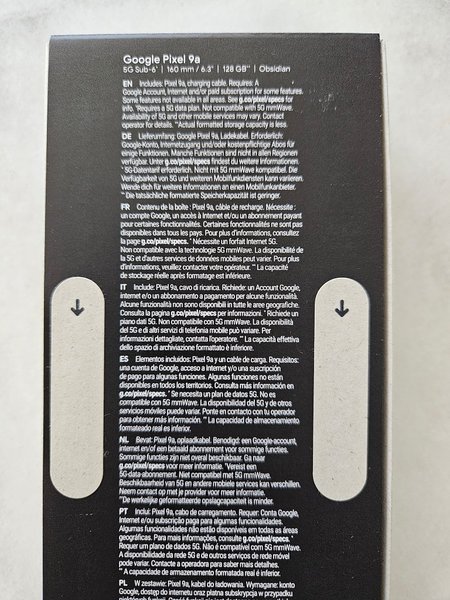 Google Pixel 9a
5G Sub-6* | 160 mm / 6.3" | 128 GB** | Obsidian
EN Includes: Pixel 9a, charging cable. Requires: A
Google Account, Internet and/or paid subscription for some features.
Some features not available in all areas. See g.co/pixel/specs for
info. *Requires a 5G data plan. Not compatible with 5G mmWave.
Availability of 5G and other mobile services may vary. Contact
operator for details. **Actual formatted storage capacity is less.
DE Lieferumfang: Google Pixel 9a, Ladekabel. Erforderlich:
Google-Konto, Internetzugang und/oder kostenpflichtige Abos für
einige Funktionen. Manche Funktionen sind nicht in allen Regionen
verfügbar. Unter g.co/pixel/specs findest du weitere Informationen.
*5G-Datentarif erforderlich. Nicht mit 5G mmWave kompatibel. Die
Verfügbarkeit von 5G und weiteren Mobilfunkdiensten kann variieren.
Wende dich für weitere Informationen an einen Mobilfunkanbieter.
** Die tatsächliche formatierte Speicherkapazität ist geringer.
FR Contenu de la boîte : Pixel 9a, câble de recharge. Nécessite :
un compte Google, un accès à Internet et/ou un abonnement payant
pour certaines fonctionnalités. Certaines fonctionnalités ne sont pas
disponibles dans tous les pays. Pour plus d'informations, consultez
la page g.co/pixel/specs. * Nécessite un forfait Internet 5G.
Non compatible avec la technologie 5G mmWave. La disponibilité de
la 5G et d'autres services de données mobiles peut varier. Pour plus
d'informations, veuillez contacter votre opérateur. ** La capacité
de stockage réelle après formatage est inférieure.
IT Include: Pixel 9a, cavo di ricarica. Richiede: un Account Google,
internet e/o un abbonamento a pagamento per alcune funzionalità.
Alcune funzionalità non sono disponibili in tutte le aree geografiche.
Consulta la pagina g.co/pixel/specs per informazioni. * Richiede un
piano dati 5G. Non compatibile con 5G mmWave. La disponibilità
del 5G e di altri servizi di telefonia mobile può variare. Per
informazioni dettagliate, contatta l'operatore. ** La capacità effettiva
dello spazio di archiviazione formattato è inferiore.
ES Elementos incluidos: Pixel 9a y un cable de carga. Requisitos:
una cuenta de Google, acceso a Internet y/o una suscripción
de pago para algunas funciones. Algunas funciones no están
disponibles en todos los territorios. Consulta más información en
g.co/pixel/specs. * Se necesita un plan de datos 5G. No es
compatible con 5G mmWave. La disponibilidad del 5G y de otros
servicios móviles puede variar. Ponte en contacto con tu operador
para obtener más información. ** La capacidad de almacenamiento
formateado real es inferior.
NL Bevat: Pixel 9a, oplaadkabel. Benodigd: een Google-account,
internet en/of een betaald abonnement voor sommige functies.
Sommige functies zijn niet overal beschikbaar. Ga naar
g.co/pixel/specs voor meer informatie. *Vereist een
5G-data-abonnement. Niet compatibel met 5G mmWave.
Beschikbaarheid van 5G en andere mobiele services kan verschillen.
Neem contact op met je provider voor meer informatie.
**De werkelijke geformatteerde opslagcapaciteit is minder.
PT Inclui: Pixel 9a, cabo de carregamento. Requer: Conta Google,
Internet e/ou subscrição paga para algumas funcionalidades.
Algumas funcionalidades não estão disponíveis em todas as áreas
geográficas. Para mais informações, consulte g.co/pixel/specs. *
Requer um plano de dados 5G. Não é compatível com 5G mmWave.
A disponibilidade da rede 5G e de outros serviços de rede móvel
pode variar. Contacte a operadora para saber mais detalhes.
** A capacidade de armazenamento formatada real é inferior.
PL W zestawie: Pixel 9a, kabel do ładowania. Wymagane: konto
Google, dostęp do internetu oraz płatna subskrypcja w przypadku